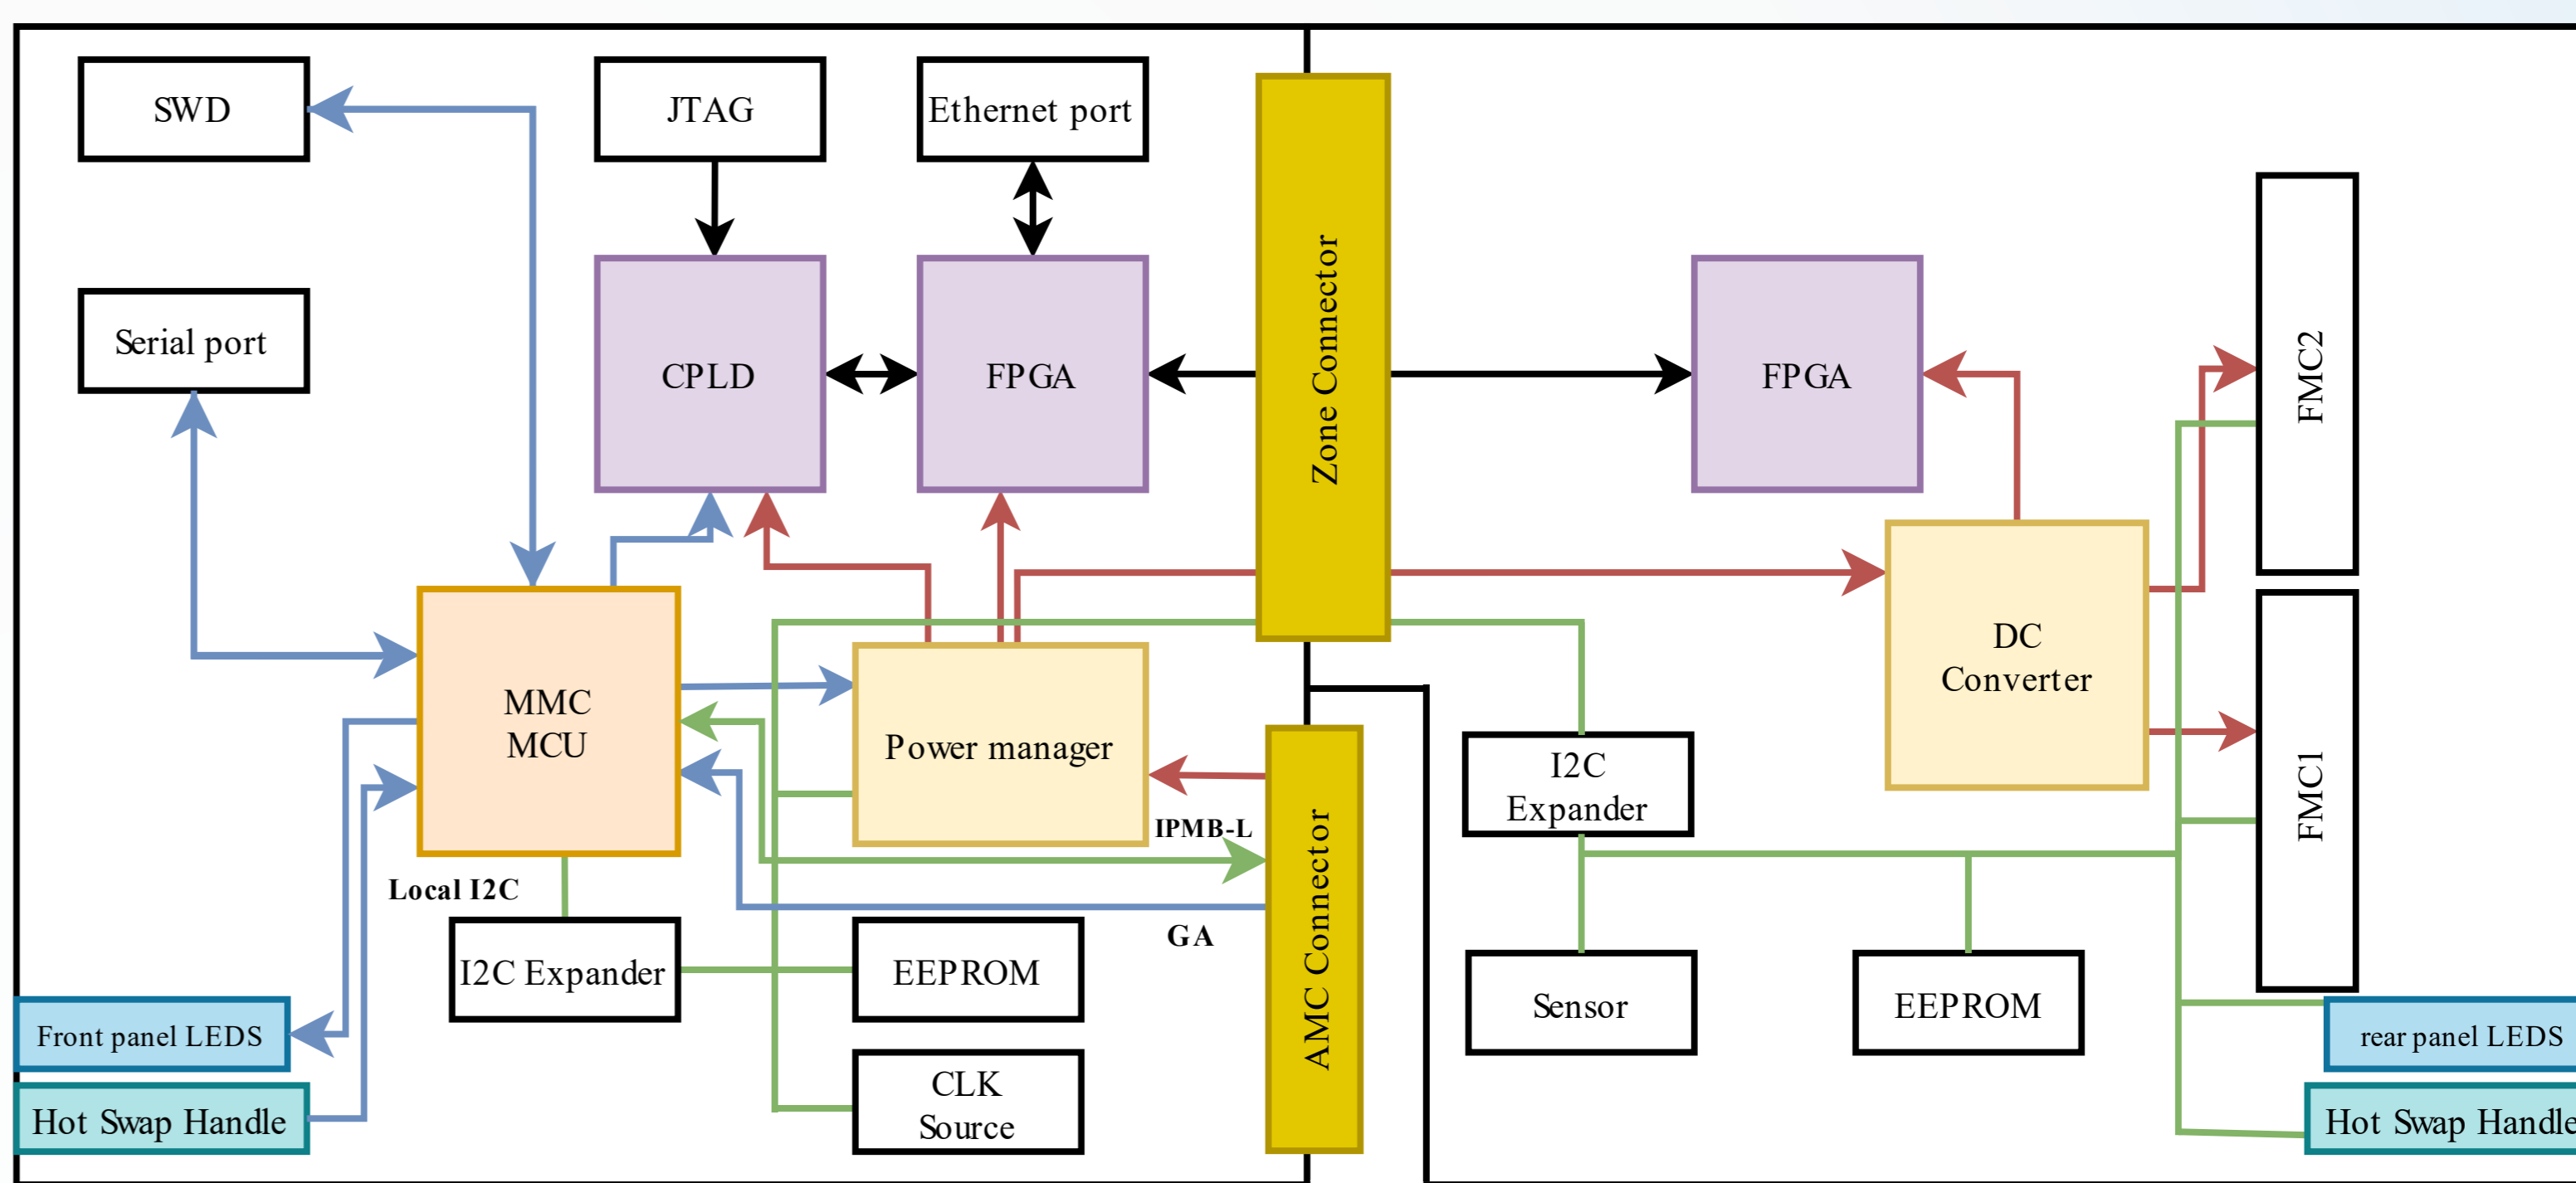 SWD
JTAG
Ethernet port
Serial port
CPLD
FPGA
Zone Connector
FPGA
FMC2
MMC
MCU
Power manager
DC
Converter
I2C
Expander
FMC1
IPMB-L
Local I2C
GA
AMC Connector
I2C Expander
EEPROM
Sensor
EEPROM
Front panel LEDS
rear panel LEDS
CLK
Source
Hot Swap Handle
Hot Swap Handle